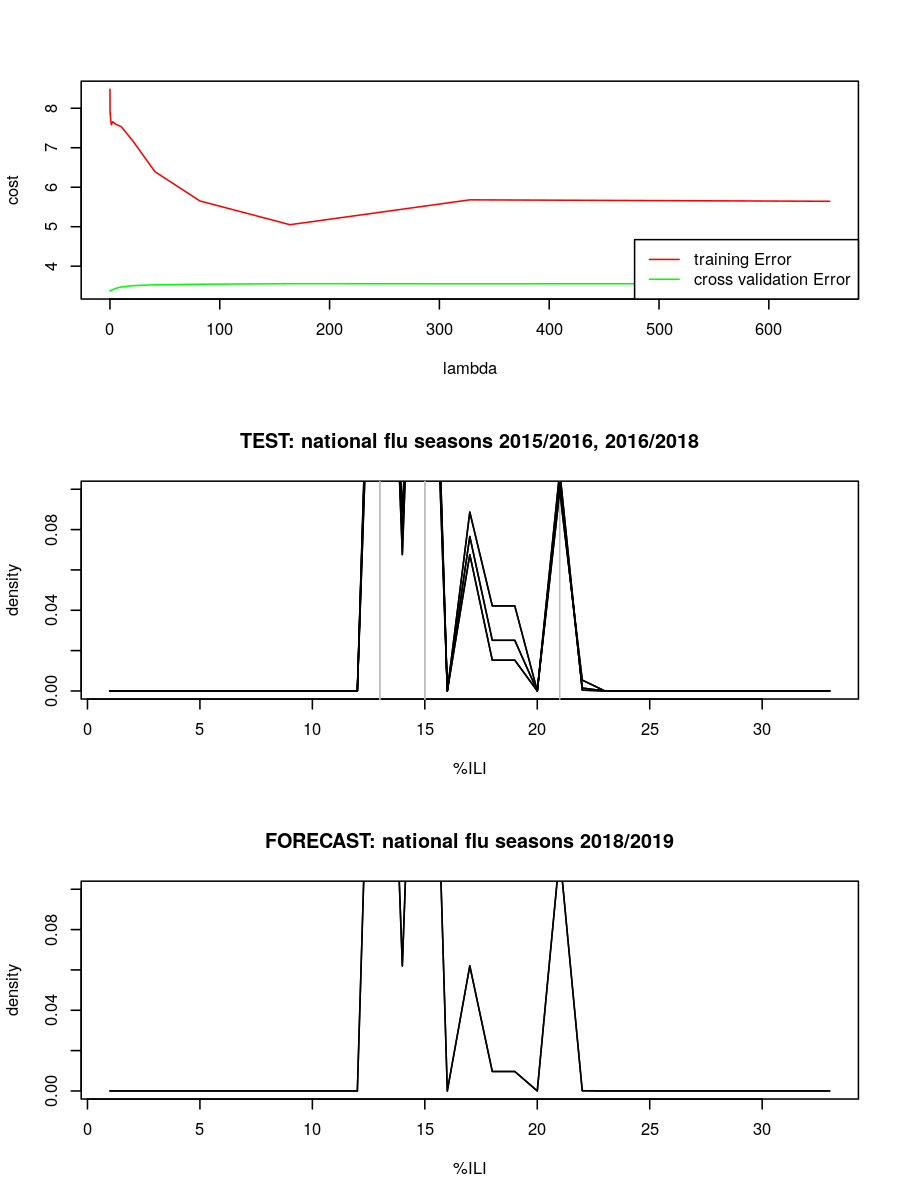 8
7
6
5
4
cost
training Error
cross validation Error
0 100 200 300 400 500 600
lambda
TEST: national flu seasons 2015/2016, 2016/2018
0.08
0.04
0.00
density
0 5 10 15 20 25 30
%ILI
FORECAST: national flu seasons 2018/2019
0.08
0.04
0.00
density
0 5 10 15 20 25 30
%ILI